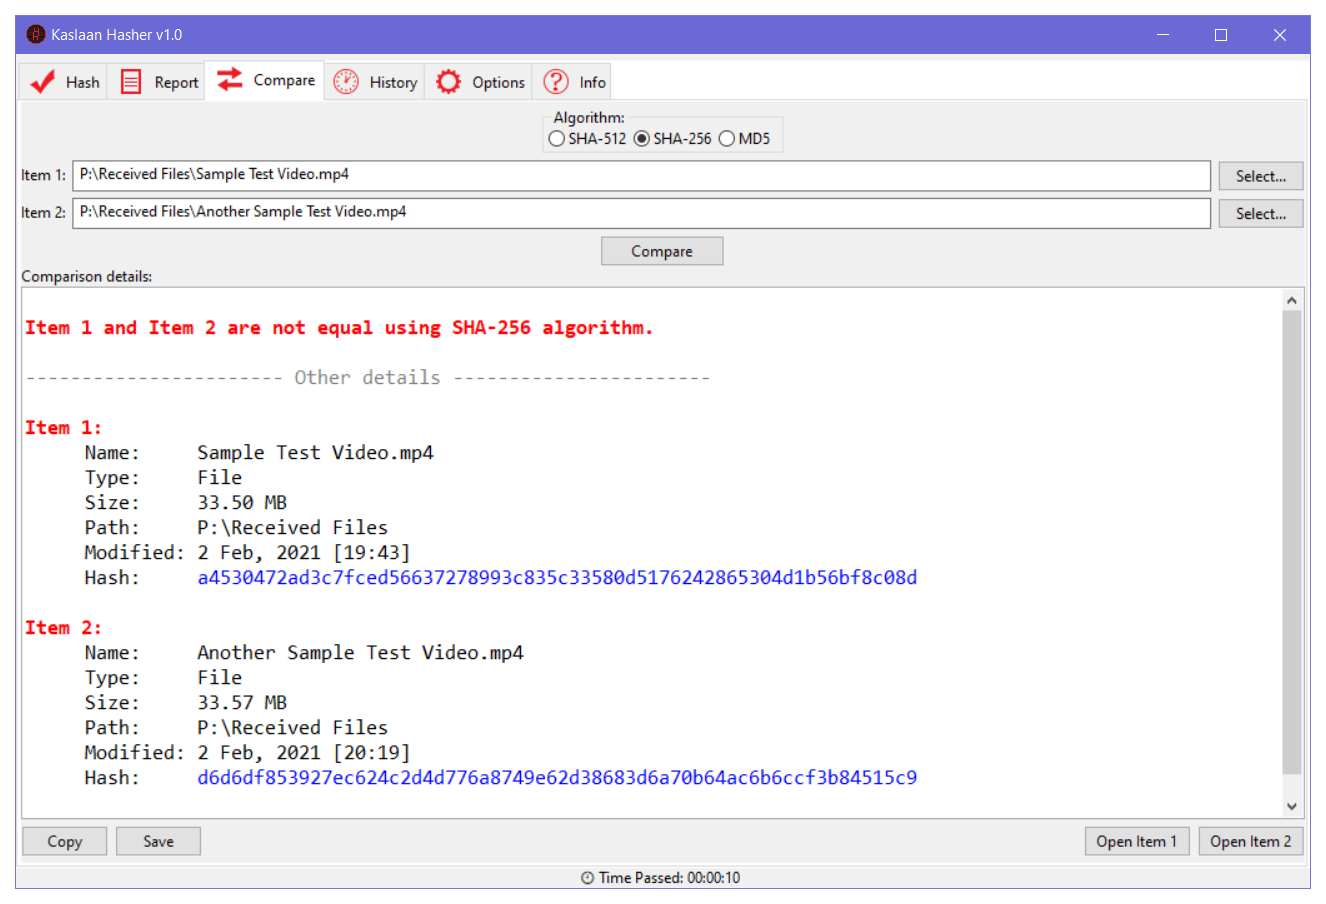 Kaslaan Hasher v1.0
Hash Report Compare History Options Info
Algorithm:
SHA-512 SHA-256 MD5
Item 1: P:\Received Files\Sample Test Video.mp4 Select...
Item 2: P:\Received Files\Another Sample Test Video.mp4 Select...
Compare
Comparison details:
Item 1 and Item 2 are not equal using SHA-256 algorithm.
----------------------- Other details -----------------------
Item 1:
Name: Sample Test Video.mp4
Type: File
Size: 33.50 MB
Path: P:\Received Files
Modified: 2 Feb, 2021 [19:43]
Hash: a4530472ad3c7fced56637278993c835c33580d5176242865304d1b56bf8c08d
Item 2:
Name: Another Sample Test Video.mp4
Type: File
Size: 33.57 MB
Path: P:\Received Files
Modified: 2 Feb, 2021 [20:19]
Hash: d6d6df853927ec624c2d4d776a8749e62d38683d6a70b64ac6b6ccf3b84515c9
Copy Save Open Item 1 Open Item 2
Time Passed: 00:00:10